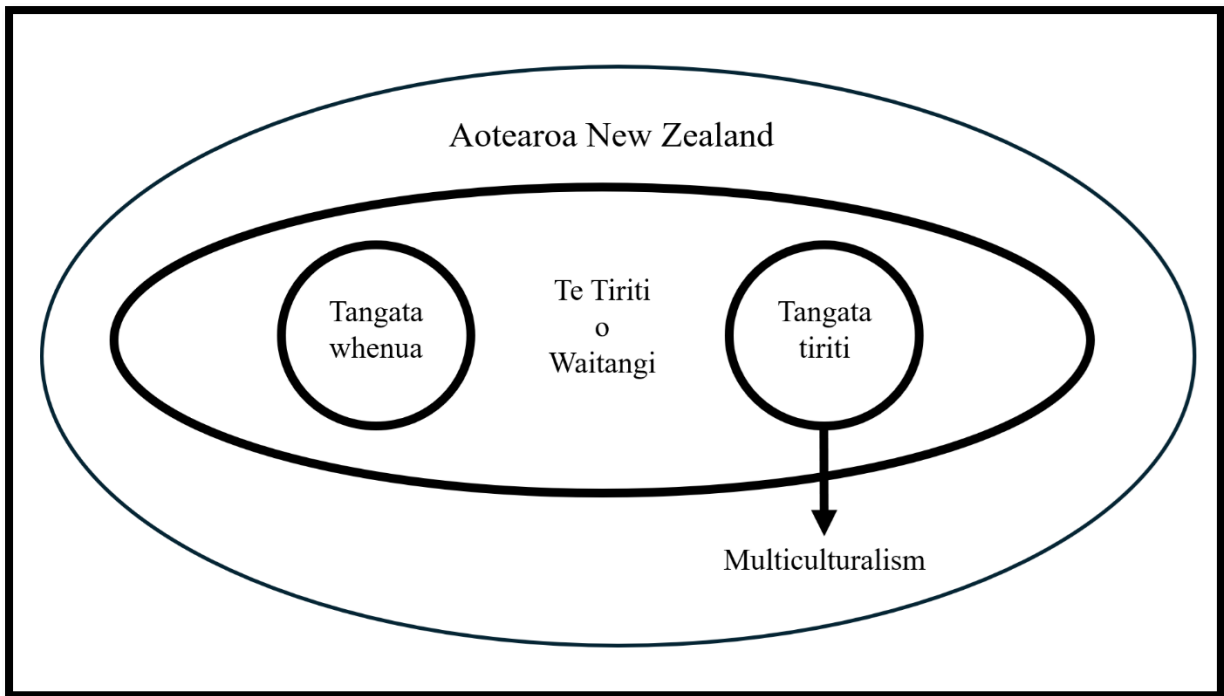 Aotearoa New Zealand
Tangata
whenua
Te Tiriti
o
Waitangi
Tangata
tiriti
Multiculturalism